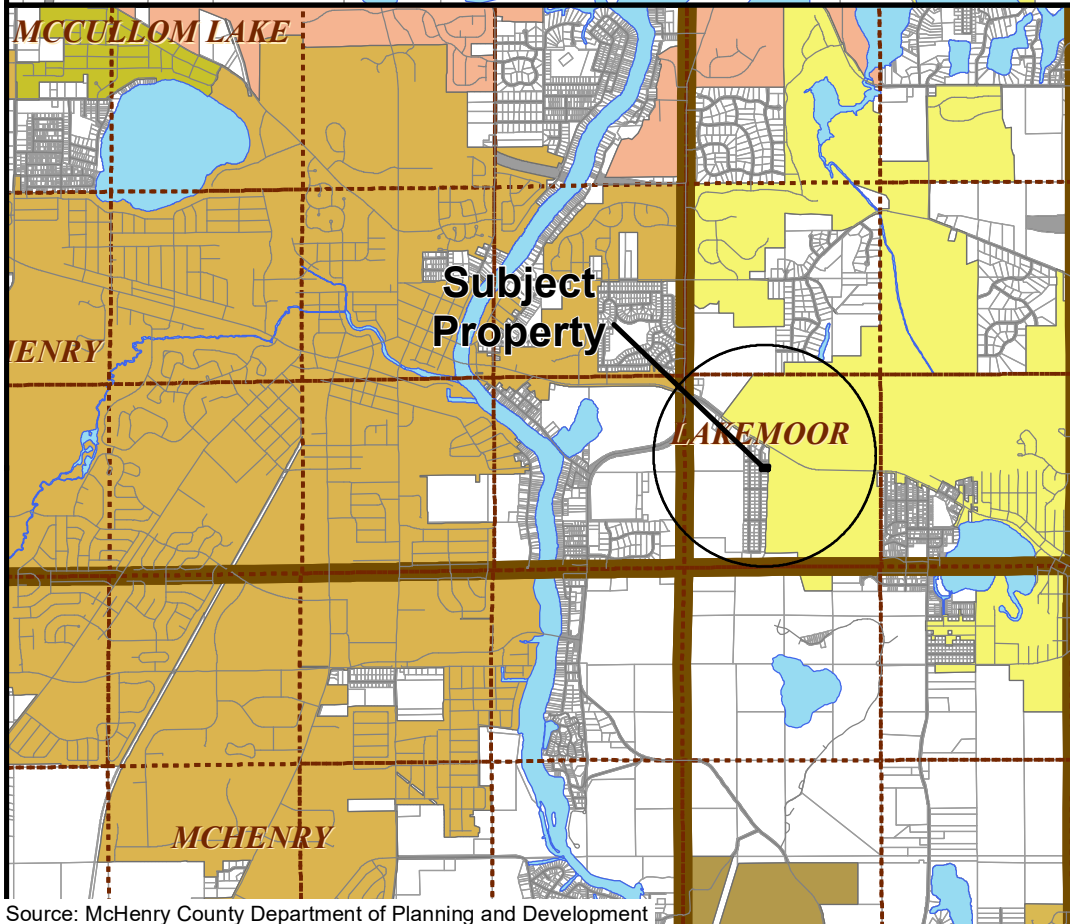 MCCULLOM LAKE
Subject
Property
HENRY
LAKEMOOR
MCHENRY
Source: McHenry County Department of Planning and Development